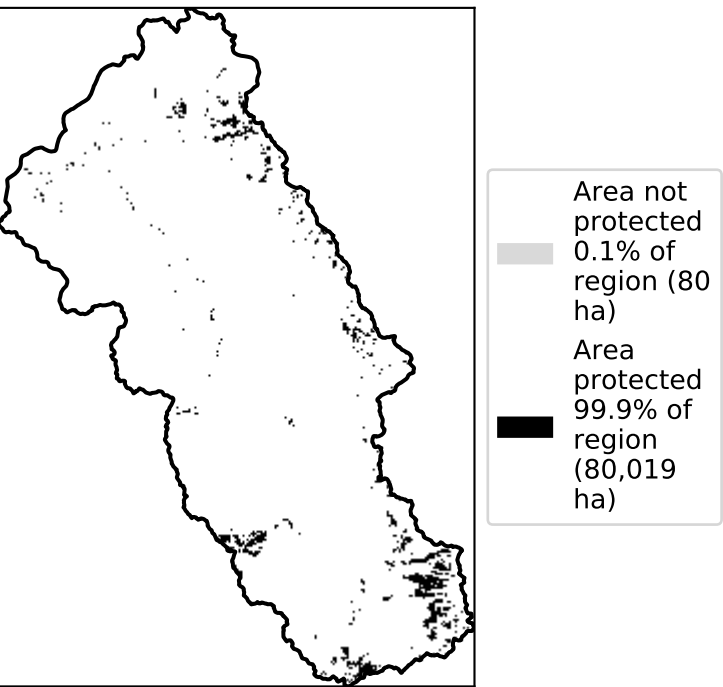 Area not
protected
0.1% of
region (80
ha)
Area
protected
99.9% of
region
(80,019
ha)